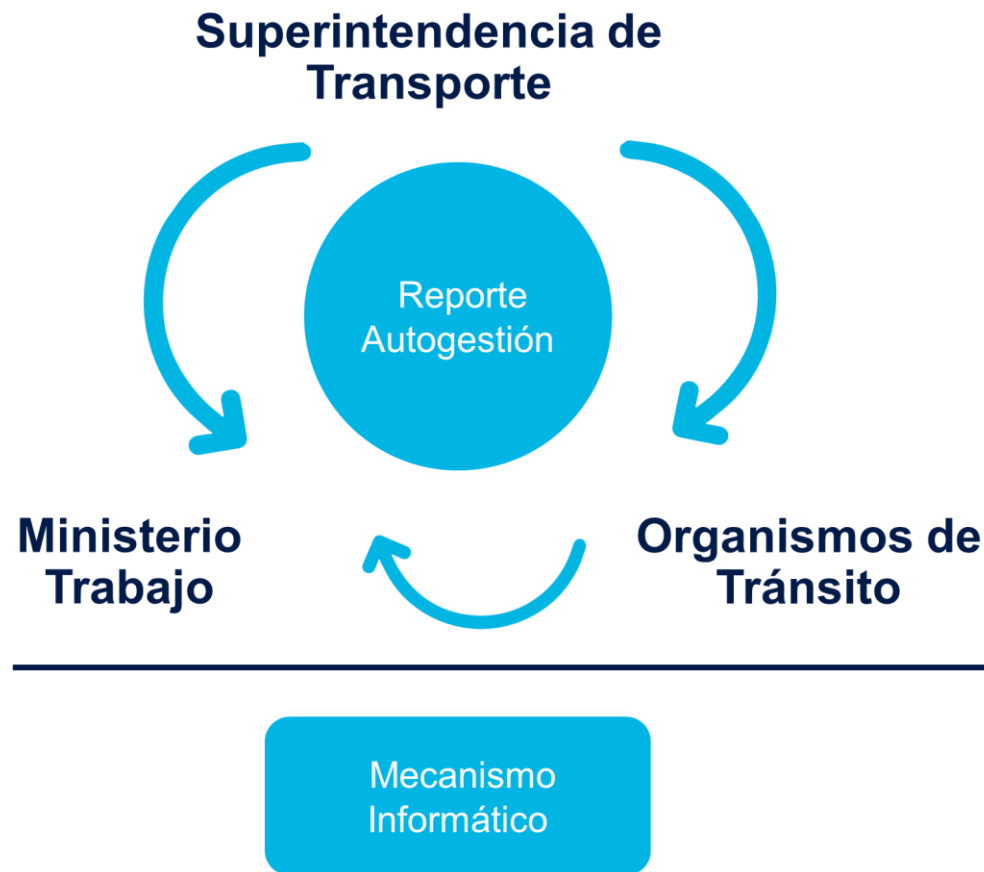 Superintendencia de
Transporte
Reporte
Autogestión
Ministerio
Trabajo
Organismos de
Tránsito
Mecanismo
Informático